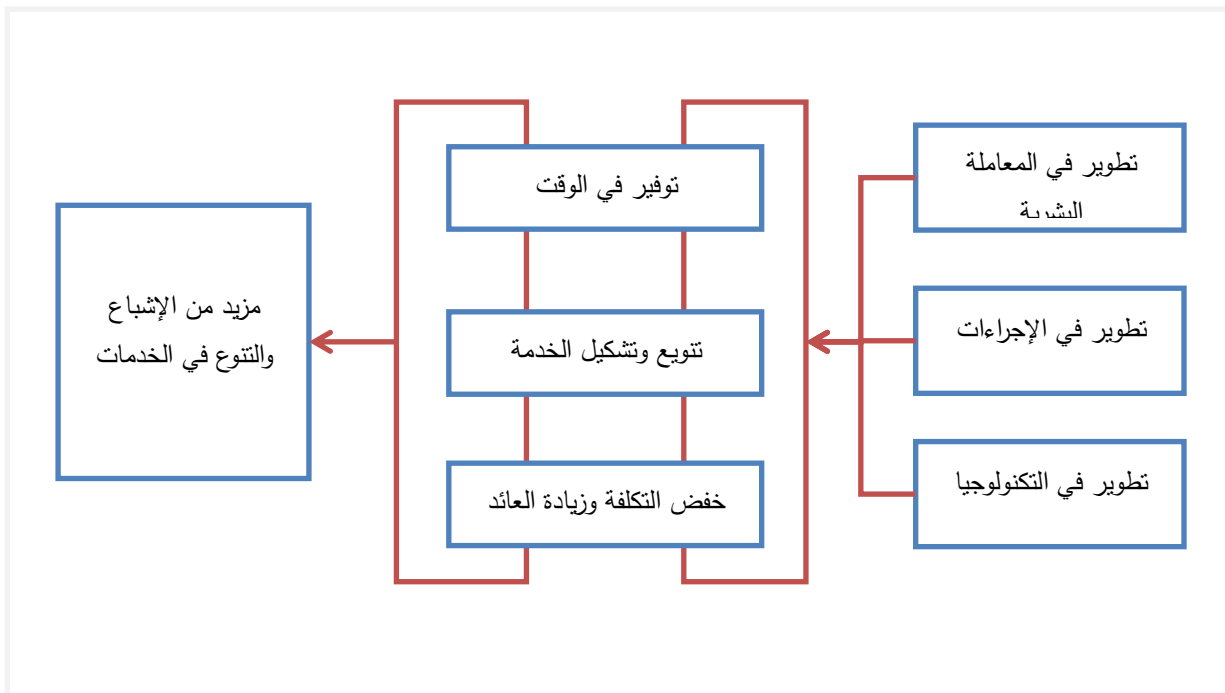 تطوير في المعاملة
البشرية
تطوير في الإجراءات
تطوير في التكنولوجيا
توفير في الوقت
تنويع وتشكيل الخدمة
خفض التكلفة وزيادة العائد
مزيد من الإشباع
والتنوع في الخدمات